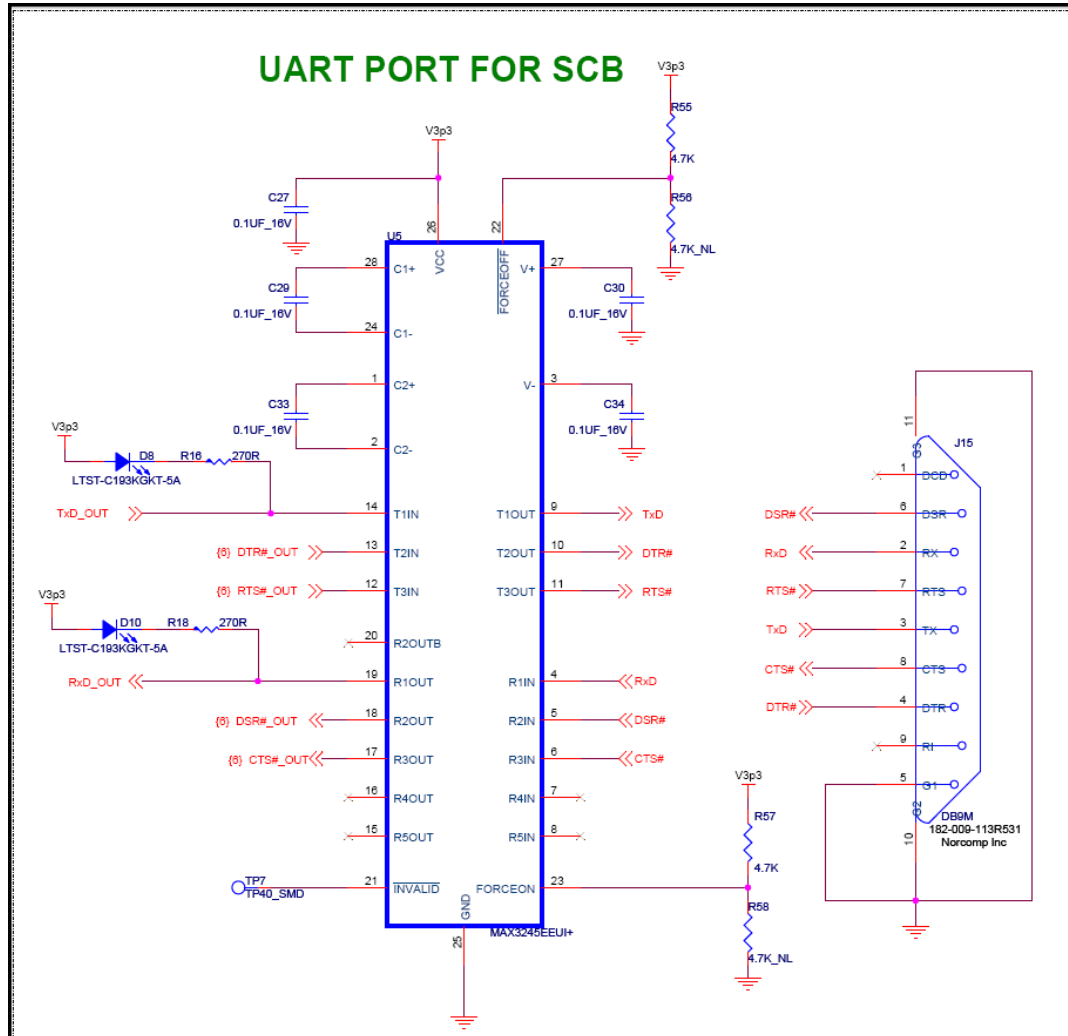 UART PORT FOR SCB
V3p3
R55
4.7K
R56
4.7K_NL
V3p3
C27
0.1UF_16V
26
22
U5
VCC
FORCEOFF
28
C1+
C29
0.1UF_16V
24
C1-
V+
27
C30
0.1UF_16V
1
C2+
C33
0.1UF_16V
2
C2-
V-
3
C34
0.1UF_16V
V3p3
D8
R16
270R
LTST-C193KGKT-5A
TxD_OUT
14
T1IN
T1OUT
9
TxD
{6} DTR#_OUT
13
T2IN
T2OUT
10
DTR#
{6} RTS#_OUT
12
T3IN
T3OUT
11
RTS#
V3p3
D10
R18
270R
LTST-C193KGKT-5A
20
R2OUTB
RxD_OUT
19
R1OUT
R1IN
4
RxD
{6} DSR#_OUT
18
R2OUT
R2IN
5
DSR#
{6} CTS#_OUT
17
R3OUT
R3IN
6
CTS#
16
R4OUT
R4IN
7
15
R5OUT
R5IN
8
TP7
TP40_SMD
21
INVALID
FORCEON
23
GND
25
MAX3245EEUI+
V3p3
R57
4.7K
R58
4.7K_NL
11
G3
J15
1
DCD
DSR#
6
DSR
RxD
2
RX
RTS#
7
RTS
TxD
3
TX
CTS#
8
CTS
DTR#
4
DTR
9
RI
5
G1
G2
10
DB9M
182-009-113R531
Norcomp Inc